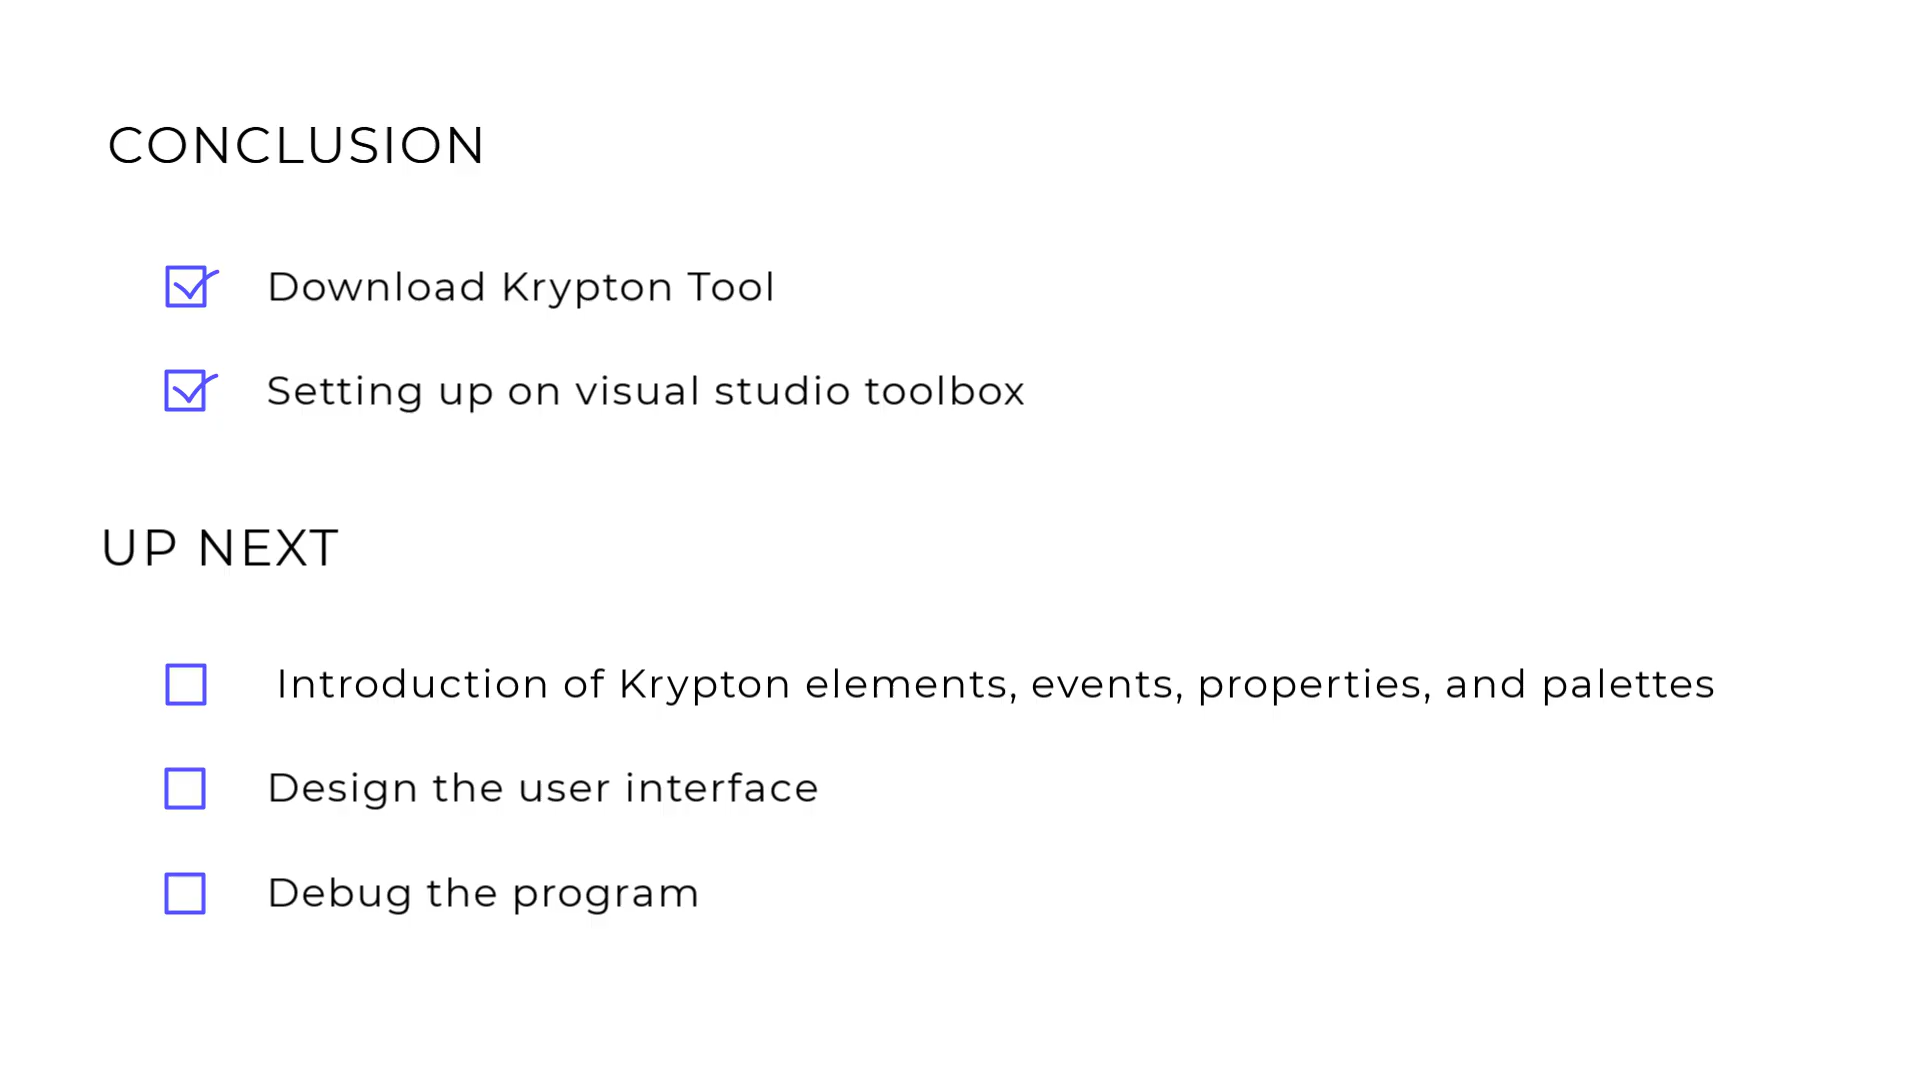 CONCLUSION
Download Krypton Tool
Setting up on visual studio toolbox
UP NEXT
Introduction of Krypton elements, events, properties, and palettes
Design the user interface
Debug the program